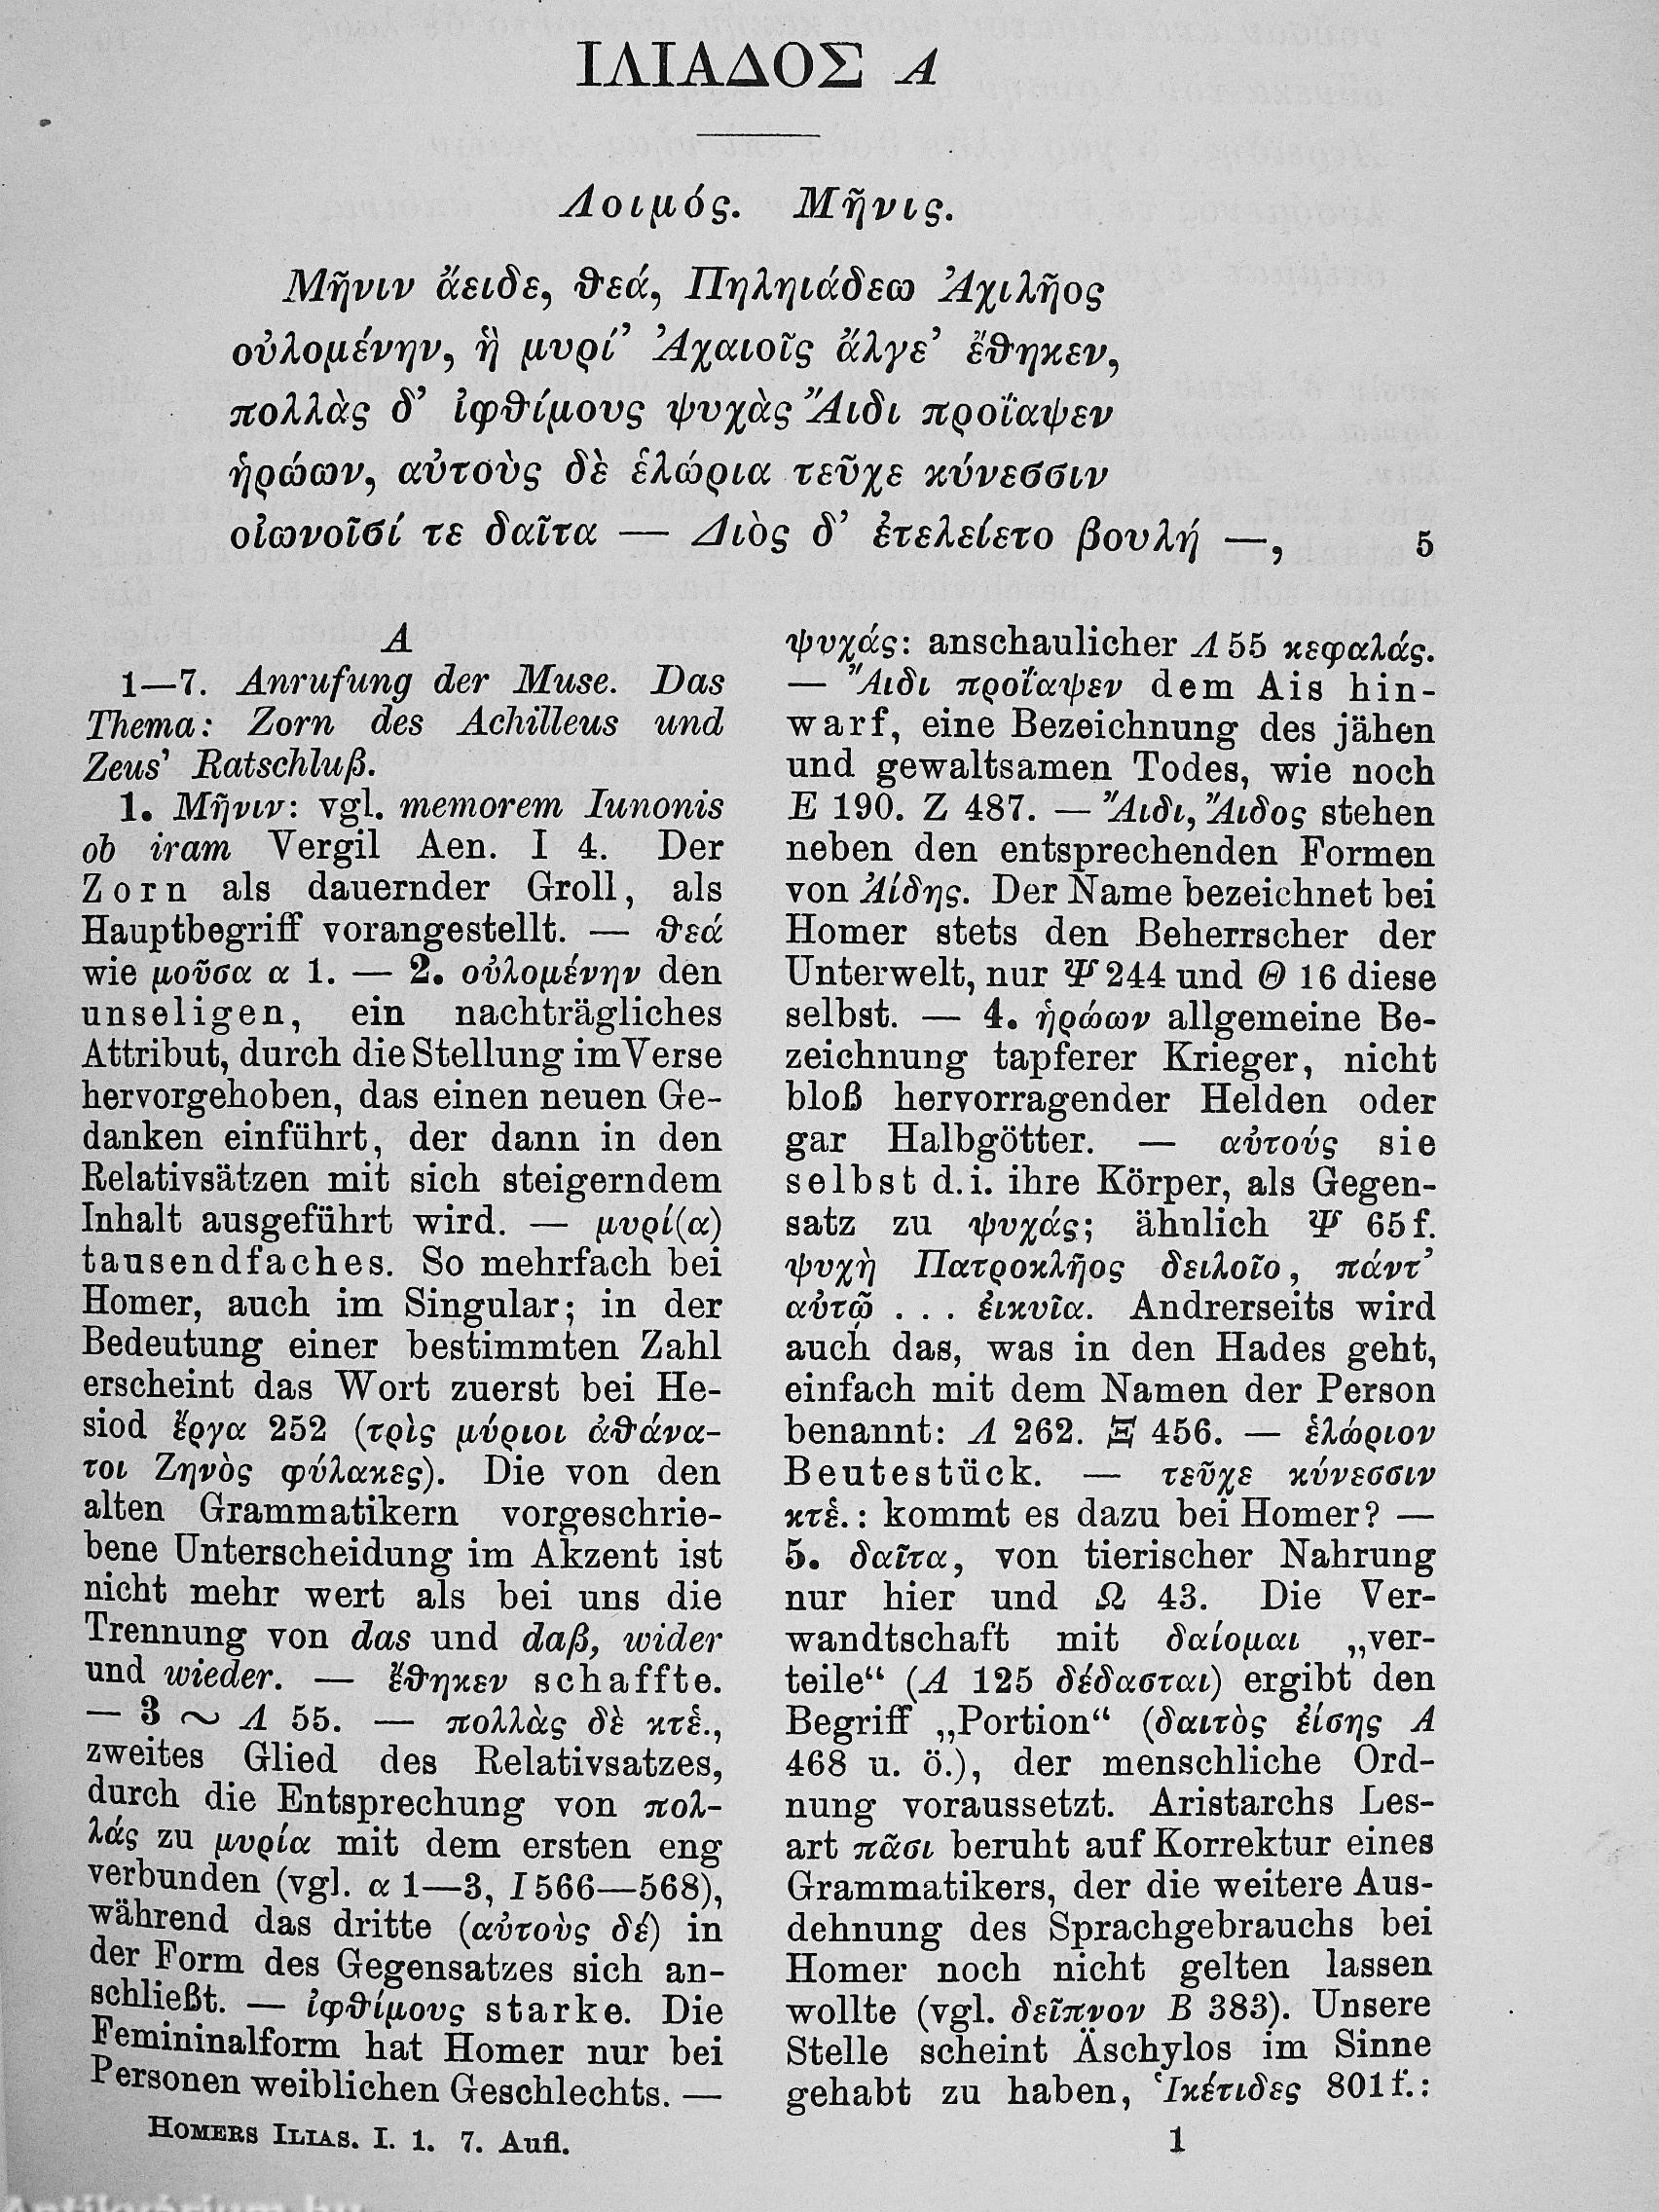 ΙΛΙΑΔΟΣ Α
Λοιμός. Μῆνις.
Μῆνιν ἄειδε, θεά, Πηληιάδεω Ἀχιλῆος
οὐλομένην, ἣ μυρί’ Ἀχαιοῖς ἄλγε’ ἔθηκεν,
πολλὰς δ’ ἰφθίμους ψυχὰς Ἄιδι προΐαψεν
ἡρώων, αὐτοὺς δὲ ἑλώρια τεῦχε κύνεσσιν
οἰωνοῖσί τε δαῖτα — Διὸς δ’ ἐτελείετο βουλή —, 5
Α
1—7. Anrufung der Muse. Das
Thema: Zorn des Achilleus und
Zeus’ Ratschluß.
1. Μῆνιν: vgl. memorem Iunonis
ob iram Vergil Aen. I 4. Der
Zorn als dauernder Groll, als
Hauptbegriff vorangestellt. — θεά
wie μοῦσα α 1. — 2. οὐλομένην den
unseligen, ein nachträgliches
Attribut, durch die Stellung im Verse
hervorgehoben, das einen neuen Ge-
danken einführt, der dann in den
Relativsätzen mit sich steigerndem
Inhalt ausgeführt wird. — μυρί(α)
tausendfaches. So mehrfach bei
Homer, auch im Singular; in der
Bedeutung einer bestimmten Zahl
erscheint das Wort zuerst bei He-
siod ἔργα 252 (τρὶς μύριοι ἀθάνα-
τοι Ζηνὸς φύλακες). Die von den
alten Grammatikern vorgeschrie-
bene Unterscheidung im Akzent ist
nicht mehr wert als bei uns die
Trennung von das und daß, wider
und wieder. — ἔθηκεν schaffte.
— 3 ~ Λ 55. — πολλὰς δὲ κτἑ.,
zweites Glied des Relativsatzes,
durch die Entsprechung von πολ-
λάς zu μυρία mit dem ersten eng
verbunden (vgl. α 1—3, I 566—568),
während das dritte (αὐτοὺς δέ) in
der Form des Gegensatzes sich an-
schließt. — ἰφθίμους starke. Die
Femininalform hat Homer nur bei
Personen weiblichen Geschlechts. —
ψυχάς: anschaulicher Λ 55 κεφαλάς.
— Ἄιδι προΐαψεν dem Ais hin-
warf, eine Bezeichnung des jähen
und gewaltsamen Todes, wie noch
E 190. Z 487. — Ἄιδι, Ἄιδος stehen
neben den entsprechenden Formen
von Ἀίδης. Der Name bezeichnet bei
Homer stets den Beherrscher der
Unterwelt, nur Ψ 244 und Θ 16 diese
selbst. — 4. ἡρώων allgemeine Be-
zeichnung tapferer Krieger, nicht
bloß hervorragender Helden oder
gar Halbgötter. — αὐτούς sie
selbst d. i. ihre Körper, als Gegen-
satz zu ψυχάς; ähnlich Ψ 65 f.
ψυχὴ Πατροκλῆος δειλοῖο, πάντ’
αὐτῷ . . . ἐικυῖα. Andrerseits wird
auch das, was in den Hades geht,
einfach mit dem Namen der Person
benannt: Λ 262. Ξ 456. — ἑλώριον
Beutestück. — τεῦχε κύνεσσιν
κτἑ.: kommt es dazu bei Homer? —
5. δαῖτα, von tierischer Nahrung
nur hier und Ω 43. Die Ver-
wandtschaft mit δαίομαι „ver-
teile“ (A 125 δέδασται) ergibt den
Begriff „Portion“ (δαιτὸς ἐίσης A
468 u. ö.), der menschliche Ord-
nung voraussetzt. Aristarchs Les-
art πᾶσι beruht auf Korrektur eines
Grammatikers, der die weitere Aus-
dehnung des Sprachgebrauchs bei
Homer noch nicht gelten lassen
wollte (vgl. δεῖπνον B 383). Unsere
Stelle scheint Äschylos im Sinne
gehabt zu haben, Ἱκέτιδες 801 f.:
HOMERS ILIAS. I. 1. 7. Aufl. 1
Antikvárium.hu